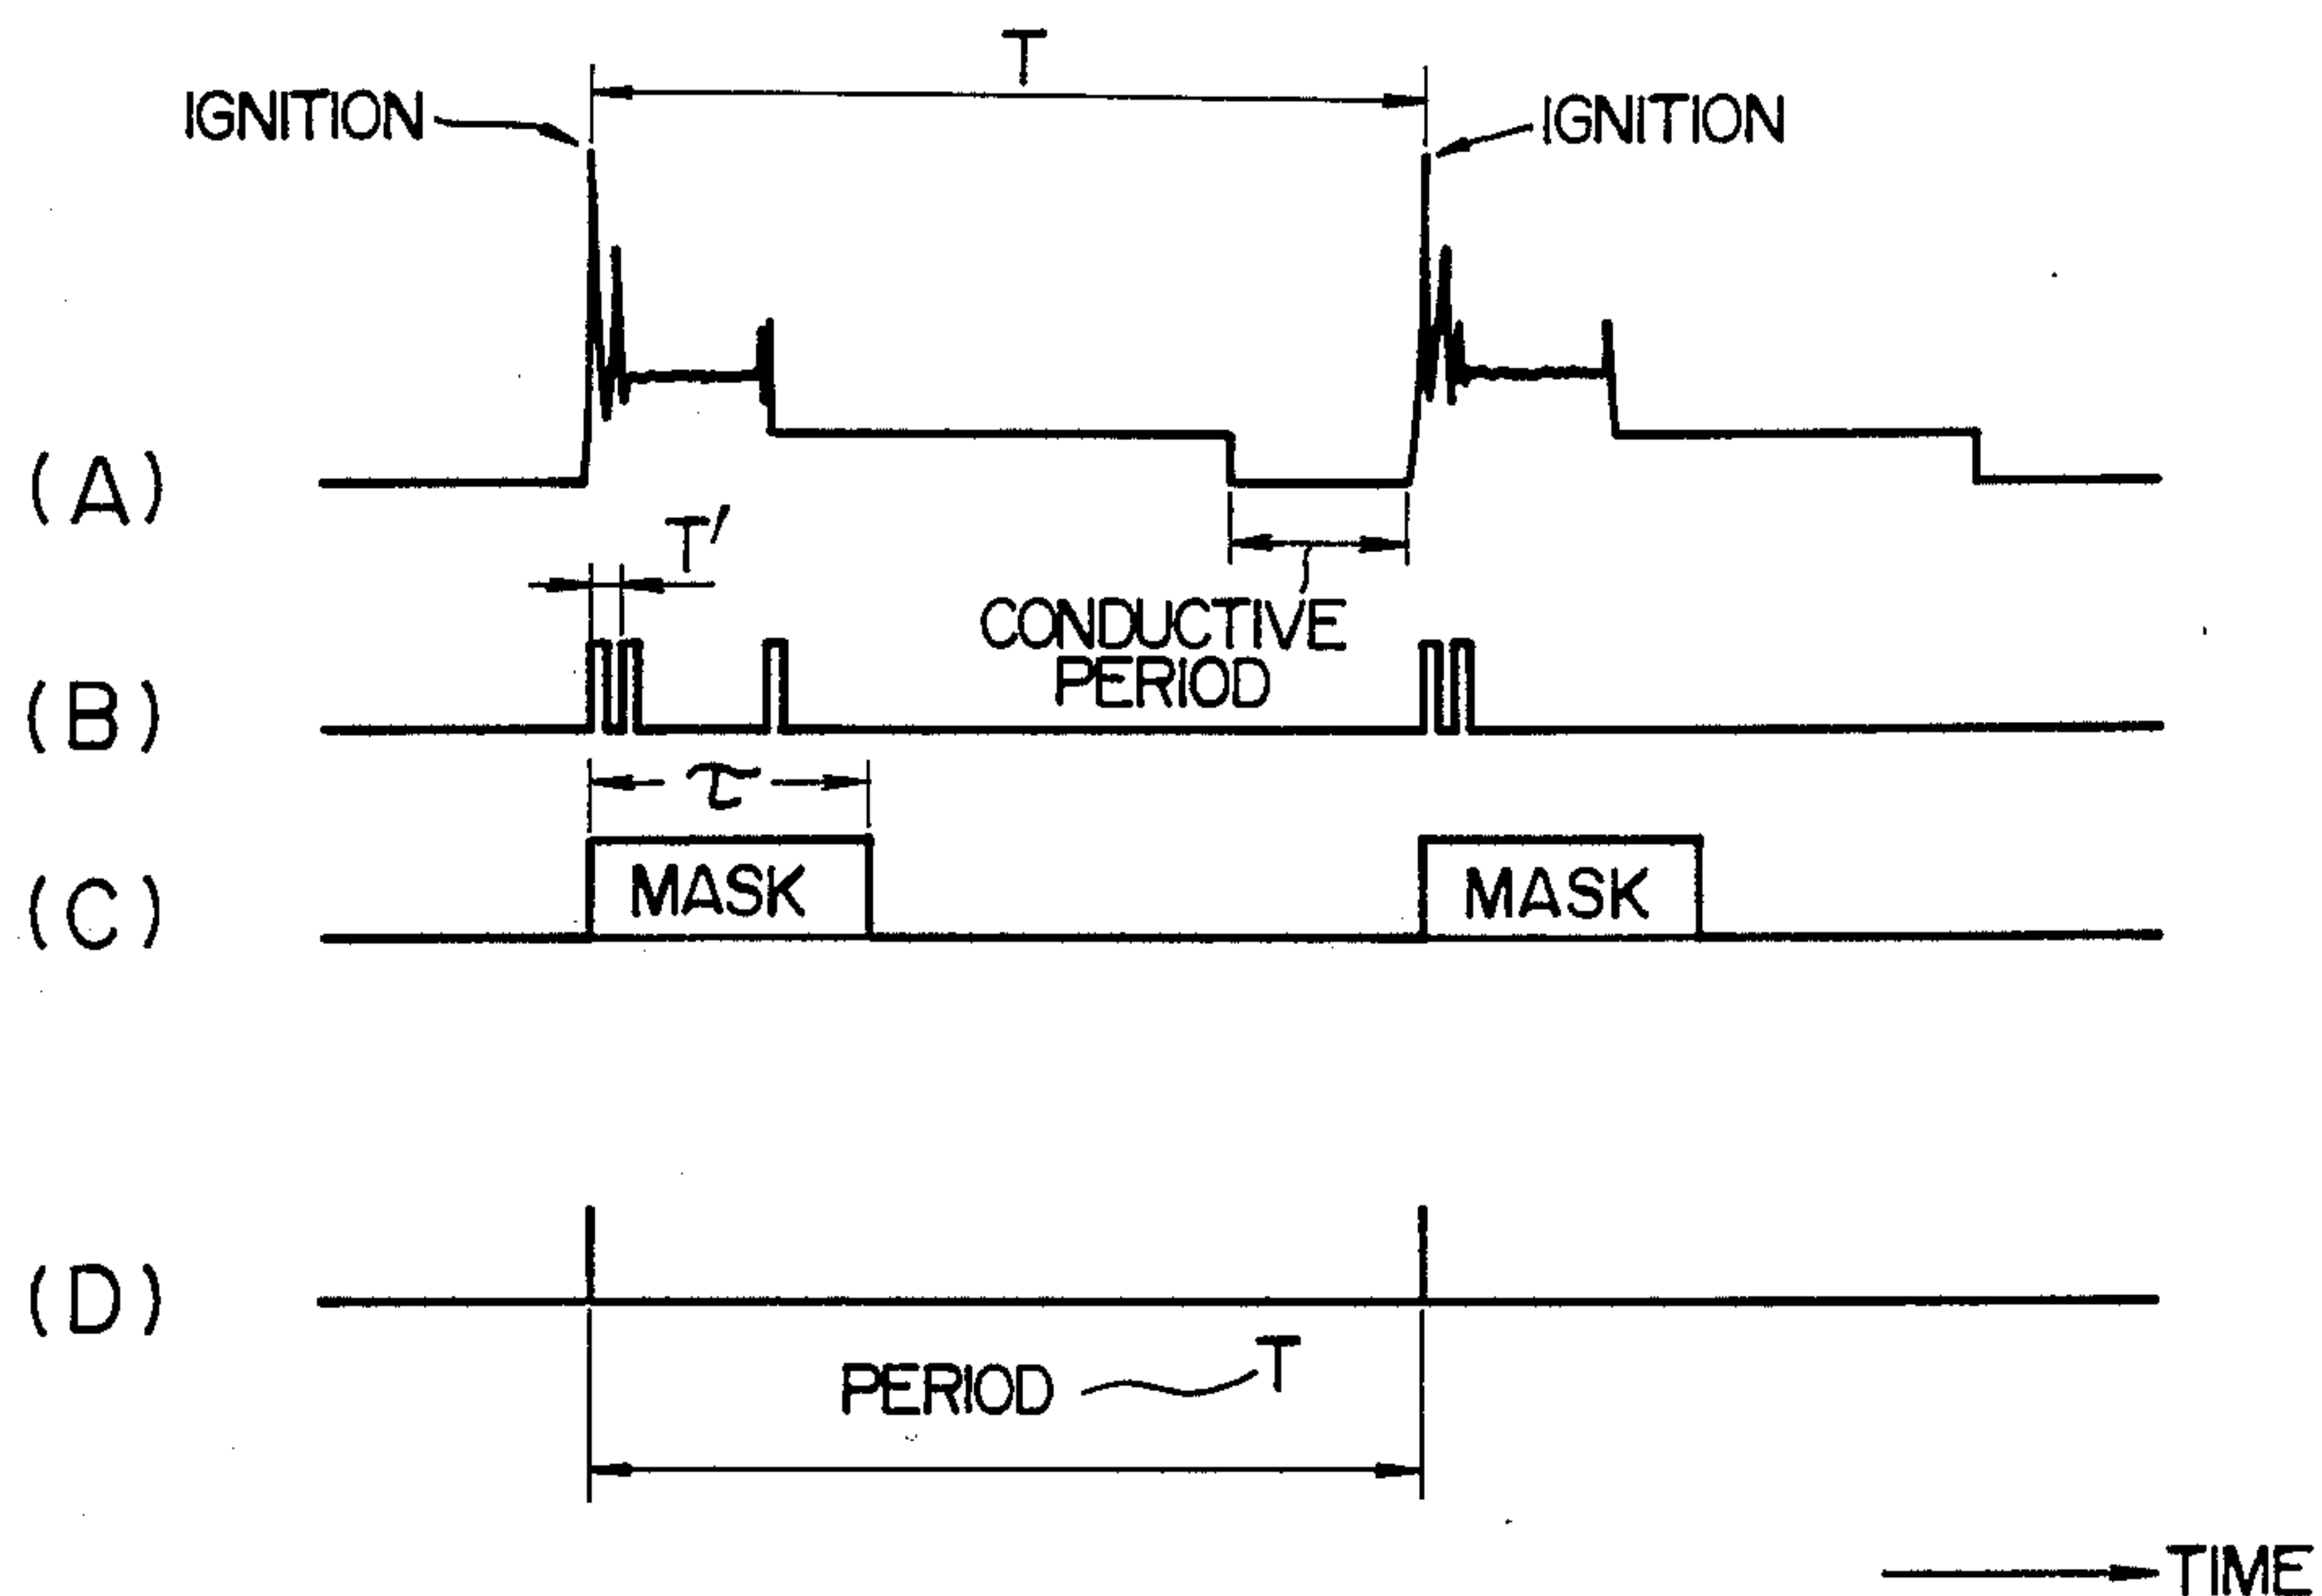 T
IGNITION
IGNITION
(A)
T'
CONDUCTIVE
PERIOD
(B)
τ
(C)
MASK
MASK
(D)
PERIOD
T
TIME